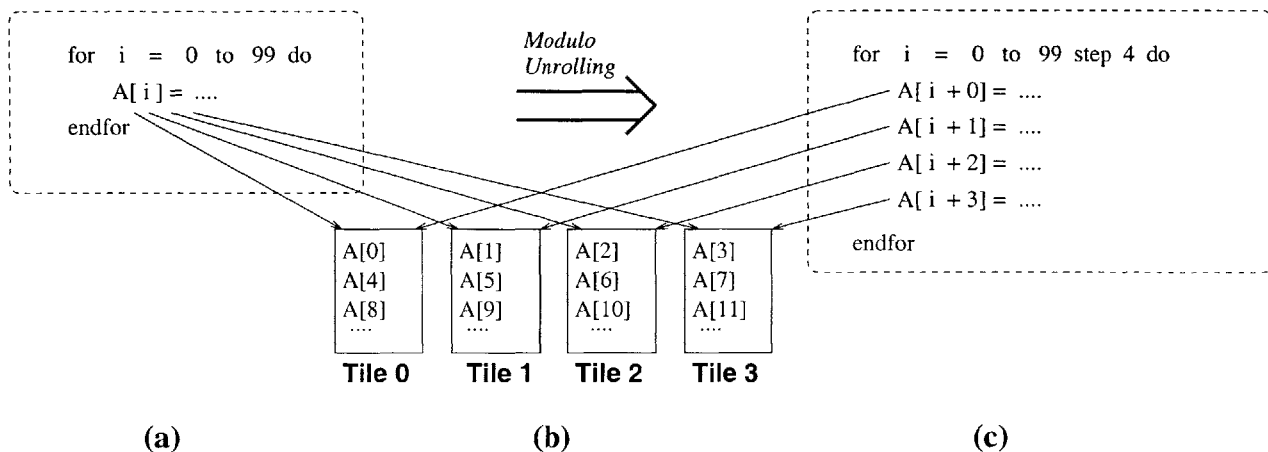 for i = 0 to 99 do
A[ i ] = ....
endfor
Modulo
Unrolling
for i = 0 to 99 step 4 do
A[ i + 0] = ....
A[ i + 1] = ....
A[ i + 2] = ....
A[ i + 3] = ....
endfor
A[0]
A[4]
A[8]
....
Tile 0
A[1]
A[5]
A[9]
....
Tile 1
A[2]
A[6]
A[10]
....
Tile 2
A[3]
A[7]
A[11]
....
Tile 3
(a)
(b)
(c)